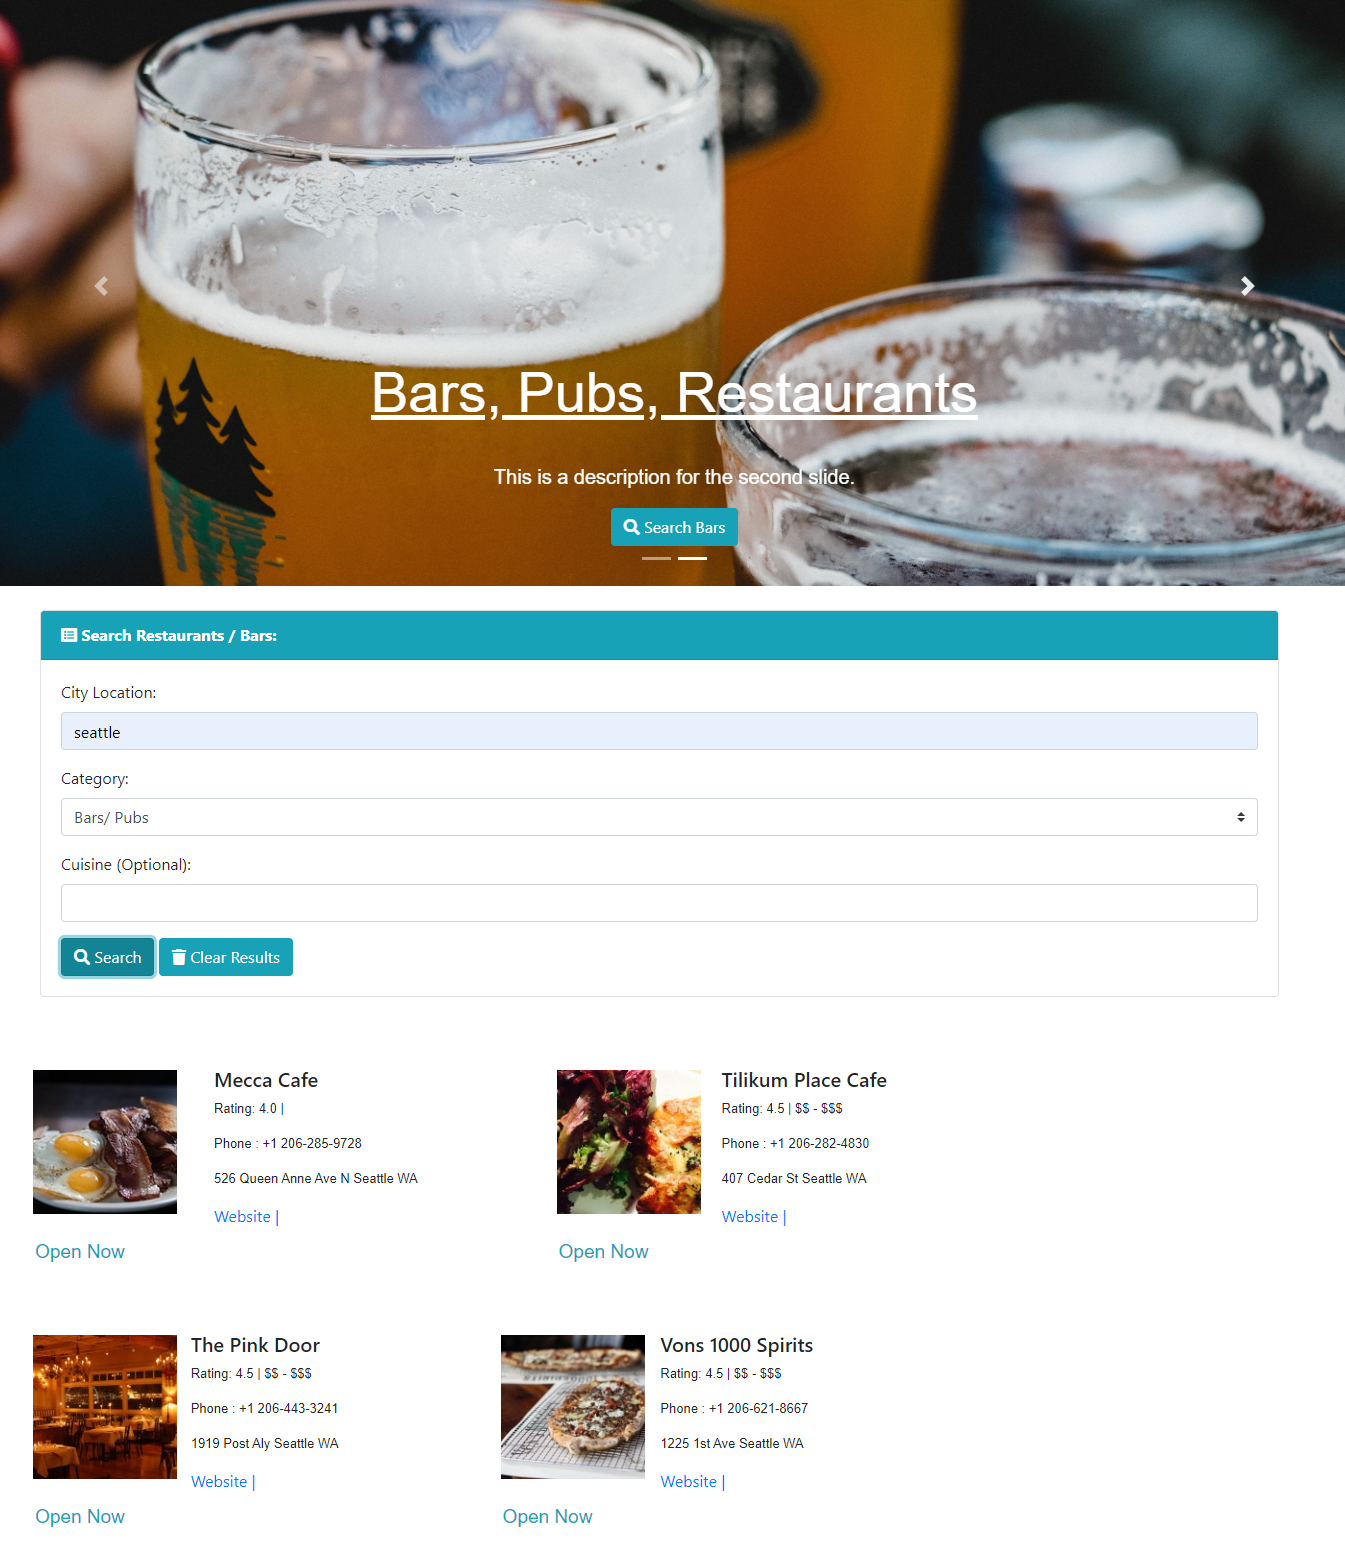 Bars, Pubs, Restaurants
This is a description for the second slide.
Search Bars
Search Restaurants / Bars:
City Location:
seattle
Category:
Bars/ Pubs
Cuisine (Optional):
Search Clear Results
Mecca Cafe
Rating: 4.0 |
Phone : +1 206-285-9728
526 Queen Anne Ave N Seattle WA
Website |
Open Now
Tilikum Place Cafe
Rating: 4.5 | $$ - $$$
Phone : +1 206-282-4830
407 Cedar St Seattle WA
Website |
Open Now
The Pink Door
Rating: 4.5 | $$ - $$$
Phone : +1 206-443-3241
1919 Post Aly Seattle WA
Website |
Open Now
Vons 1000 Spirits
Rating: 4.5 | $$ - $$$
Phone : +1 206-621-8667
1225 1st Ave Seattle WA
Website |
Open Now